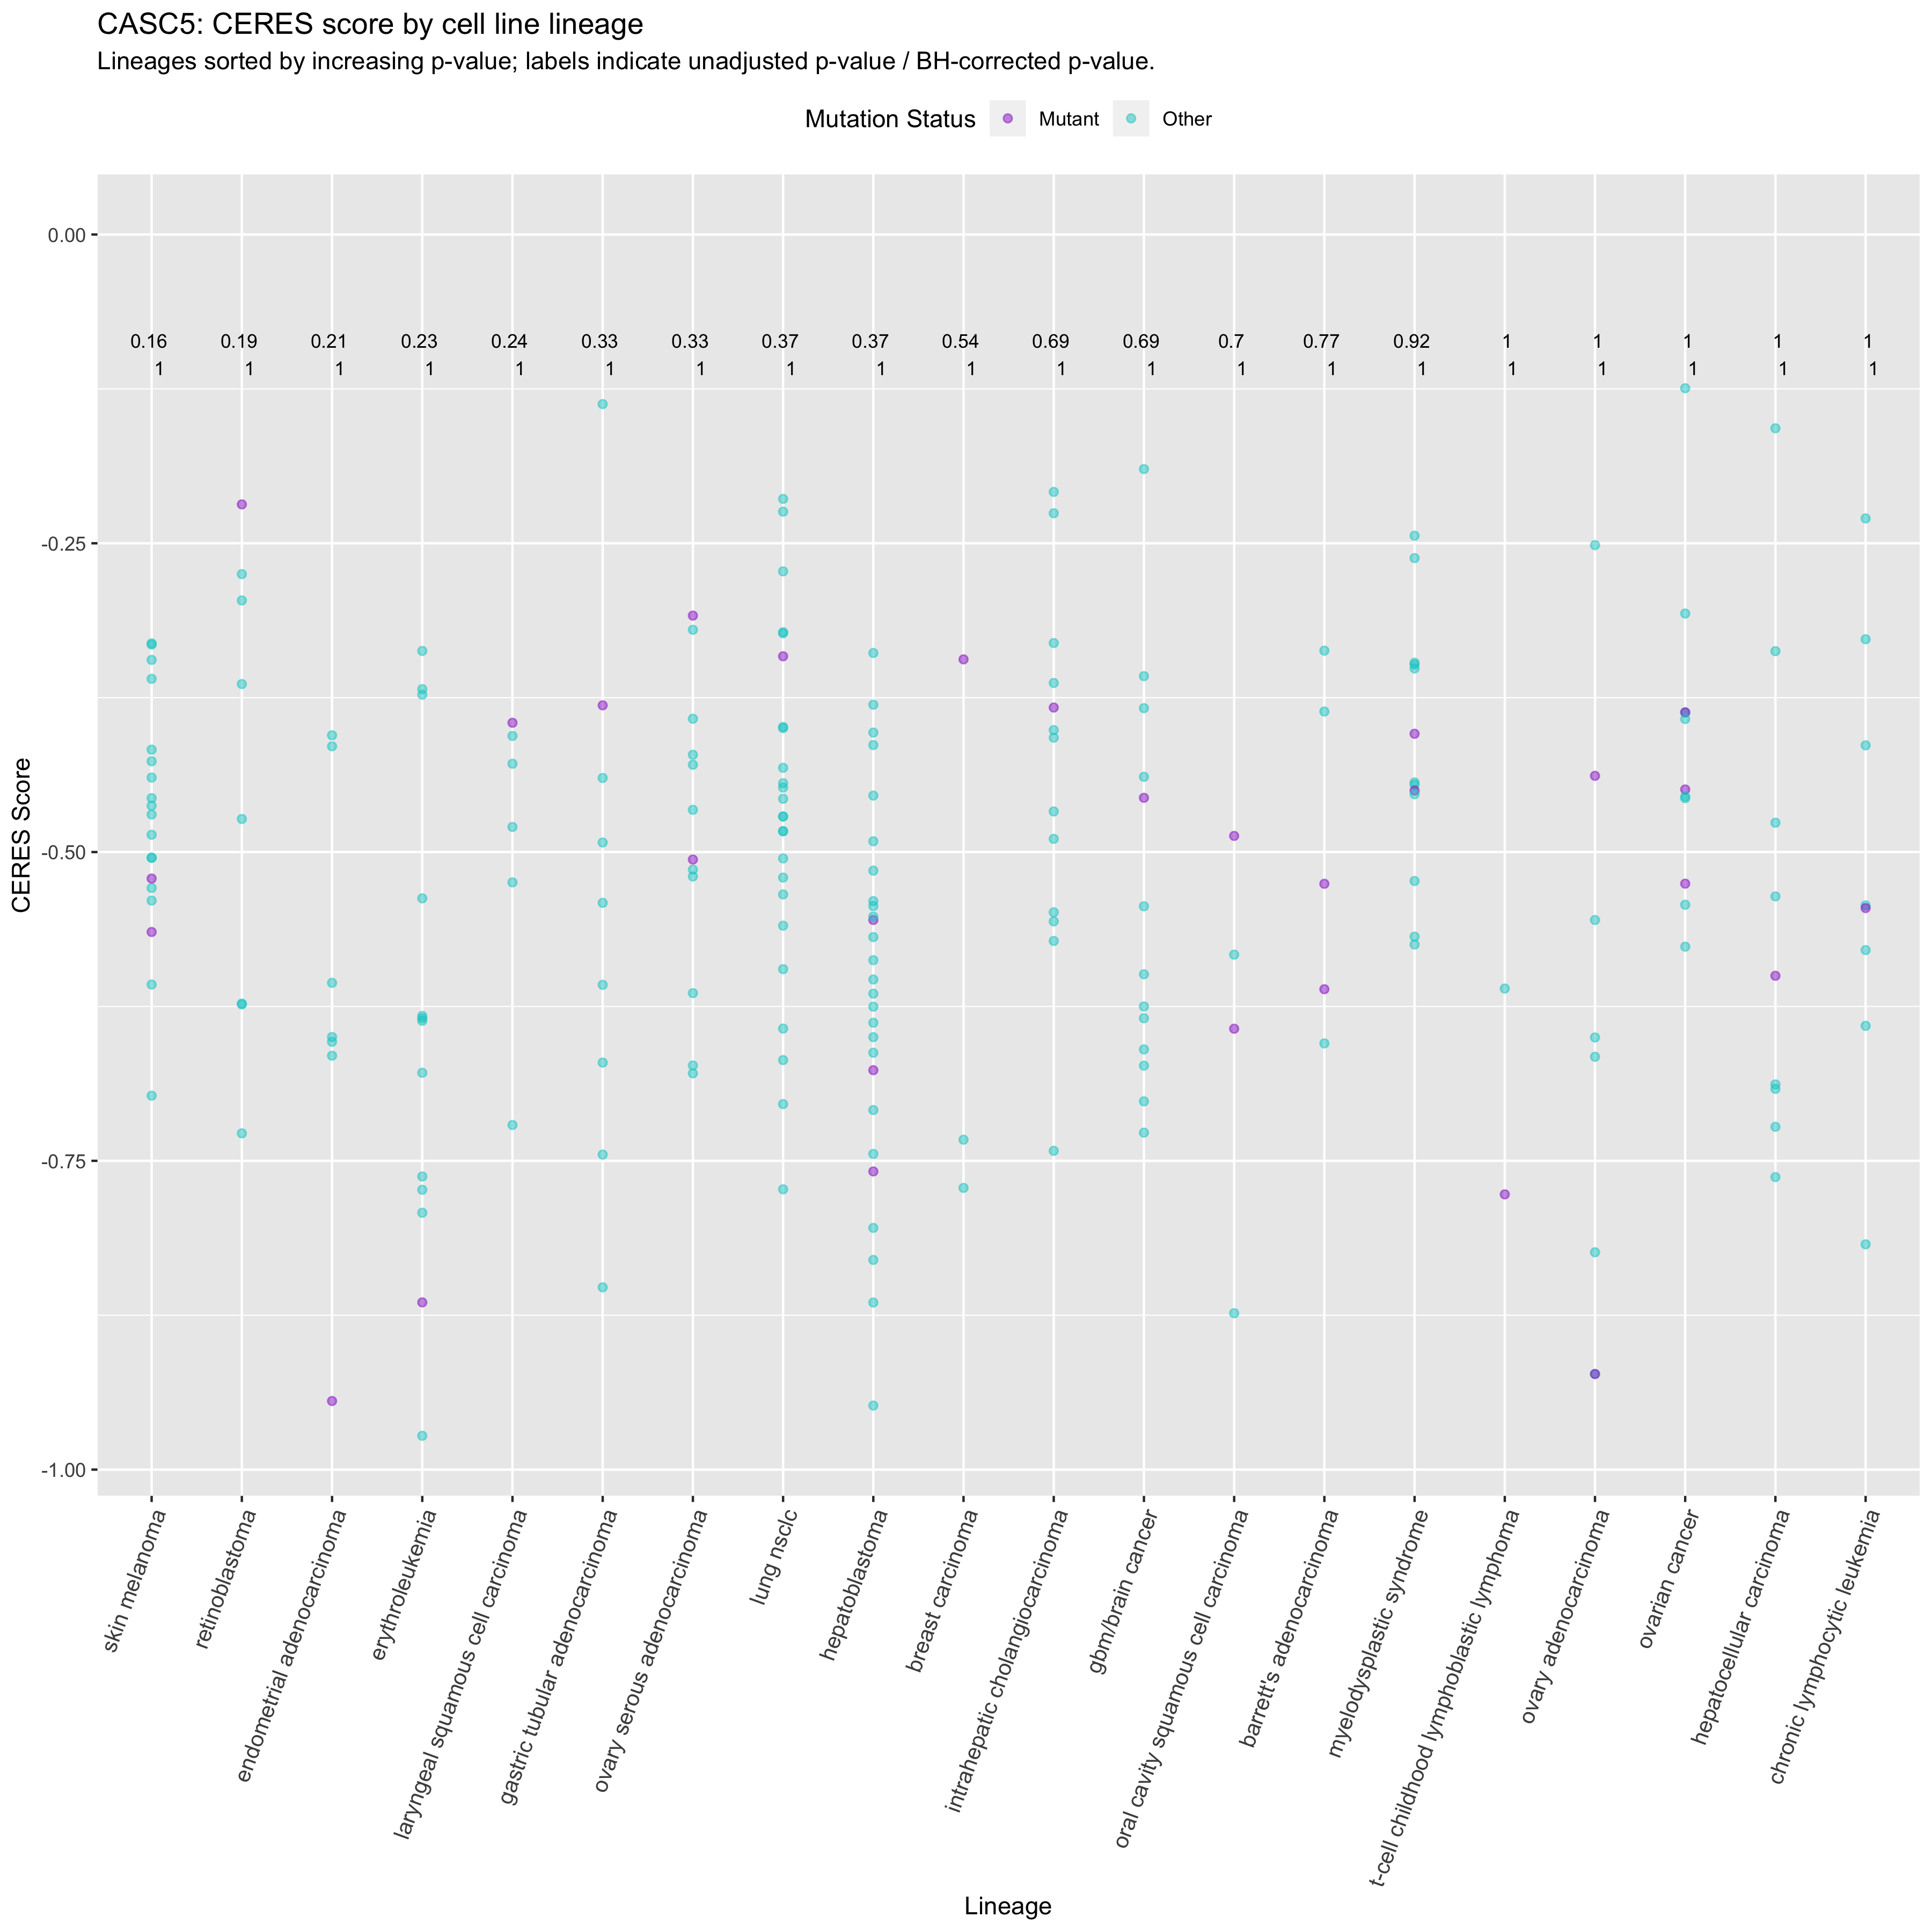 CASC5: CERES score by cell line lineage
Lineages sorted by increasing p-value; labels indicate unadjusted p-value / BH-corrected p-value.
Mutation Status Mutant Other
0.00
0.16 0.19 0.21 0.23 0.24 0.33 0.33 0.37 0.37 0.54 0.69 0.69 0.7 0.77 0.92 1 1 1 1 1
1 1 1 1 1 1 1 1 1 1 1 1 1 1 1 1 1 1 1 1
-0.25
-0.50
-0.75
-1.00
CERES Score
skin melanoma
retinoblastoma
endometrial adenocarcinoma
erythroleukemia
laryngeal squamous cell carcinoma
gastric tubular adenocarcinoma
ovary serous adenocarcinoma
lung nsclc
hepatoblastoma
breast carcinoma
intrahepatic cholangiocarcinoma
gbm/brain cancer
oral cavity squamous cell carcinoma
barrett's adenocarcinoma
myelodysplastic syndrome
t-cell childhood lymphoblastic lymphoma
ovary adenocarcinoma
ovarian cancer
hepatocellular carcinoma
chronic lymphocytic leukemia
Lineage